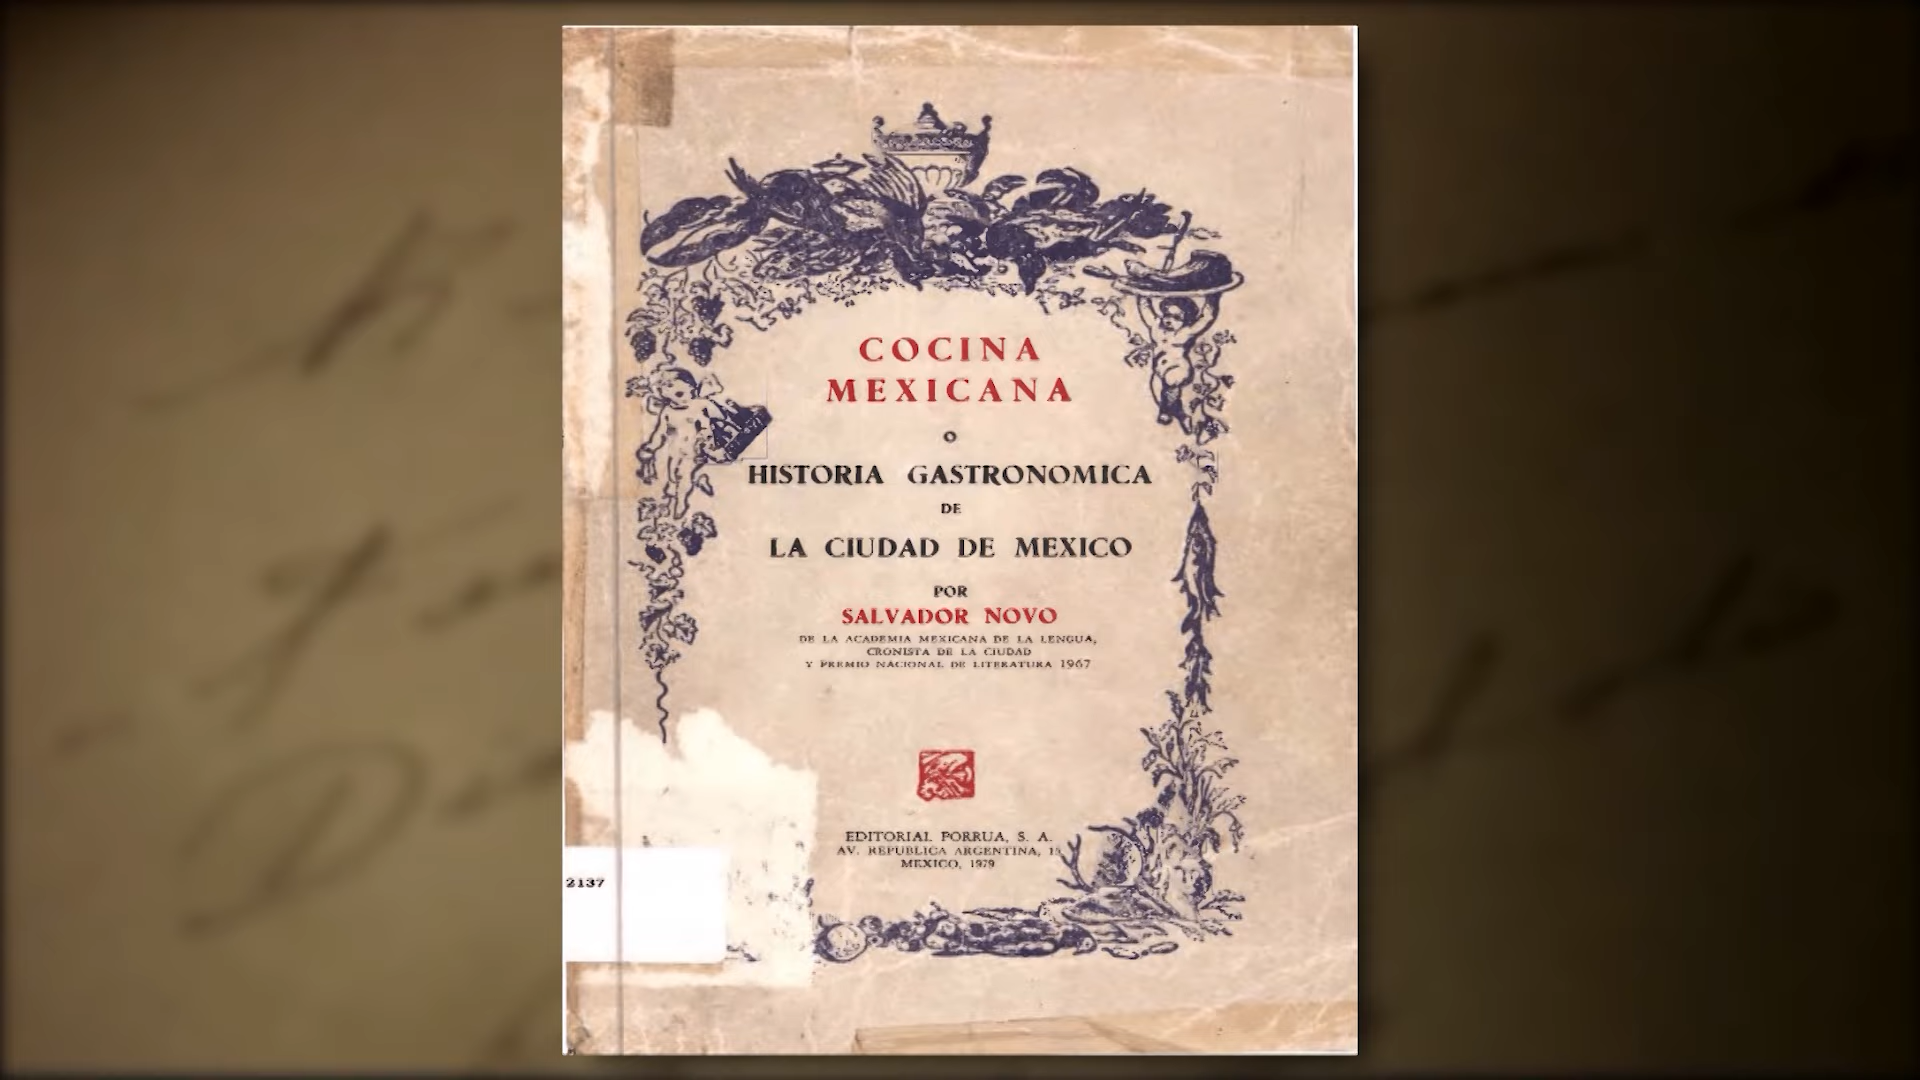 COCINA
MEXICANA
O
HISTORIA GASTRONOMICA
DE
LA CIUDAD DE MEXICO
POR
SALVADOR NOVO
DE LA ACADEMIA MEXICANA DE LA LENGUA,
CRONISTA DE LA CIUDAD
Y PREMIO NACIONAL DE LITERATURA 1967
EDITORIAL PORRUA, S. A.
AV. REPUBLICA ARGENTINA,
MEXICO, 1979
2137